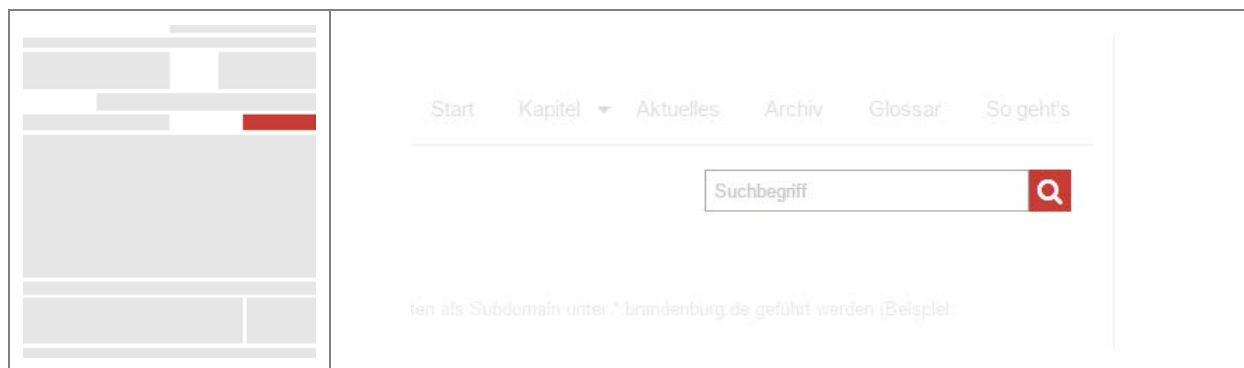 Start Kapitel Aktuelles Archiv Glossar So geht's
Suchbegriff
ten als Subdomain unter *.brandenburg.de geführt werden (Beispiel: